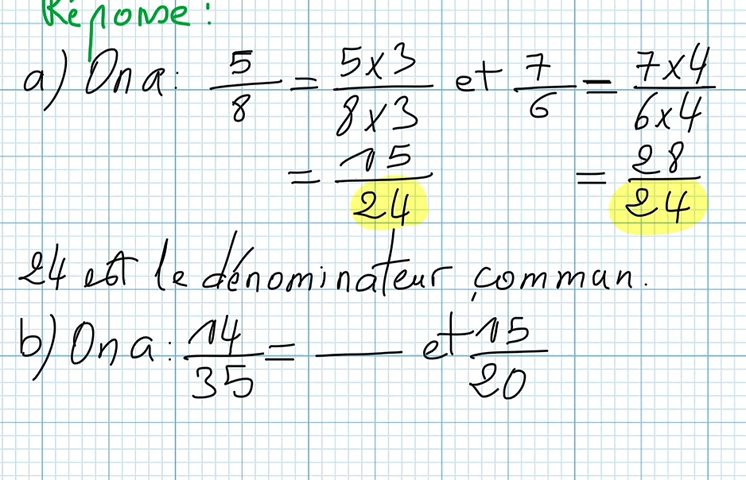 Réponse:
a) On a: 5/8 = 5x3/8x3 et 7/6 = 7x4/6x4
= 15/24 = 28/24
24 est le dénominateur commun.
b) On a: 14/35 = ___ et 15/20